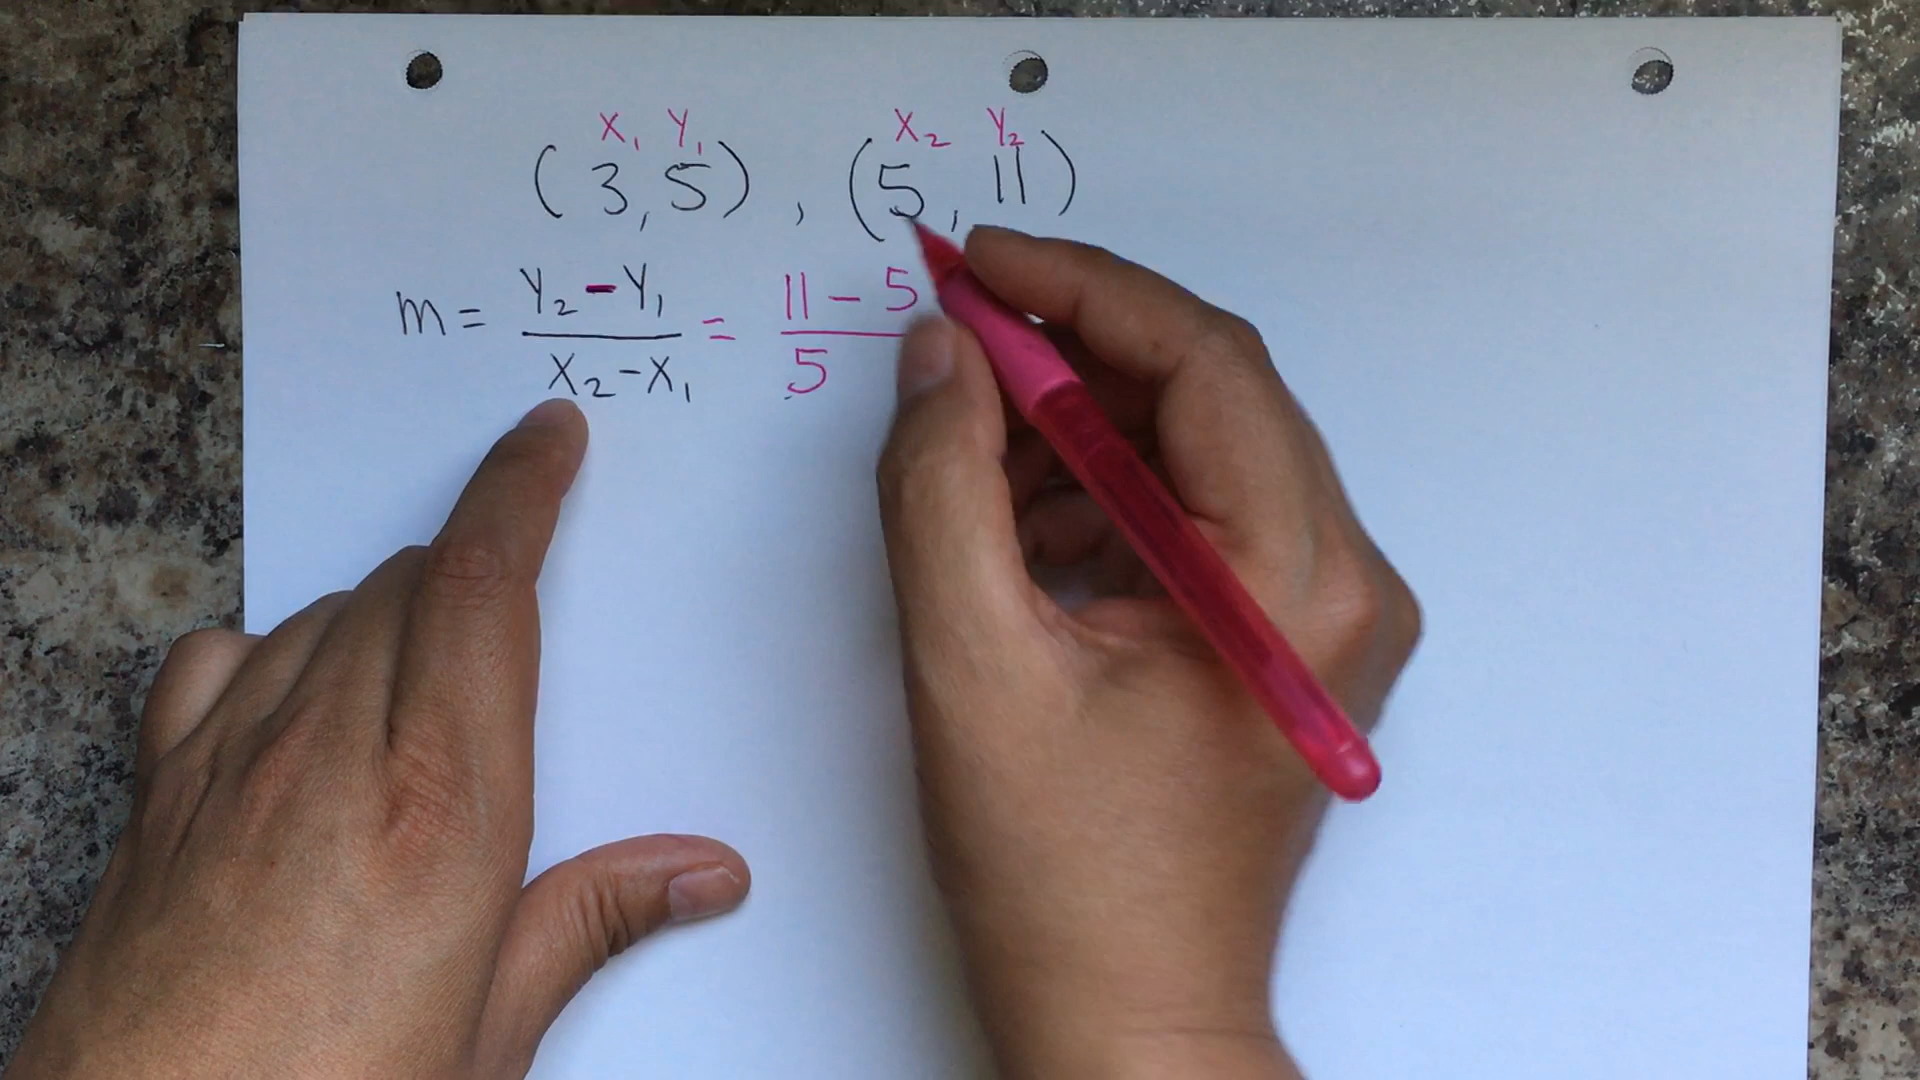 X₁ Y₁ X₂ Y₂
(3,5) , (5, 11)
m = Y₂-Y₁ = 11-5
X₂-X₁ 5